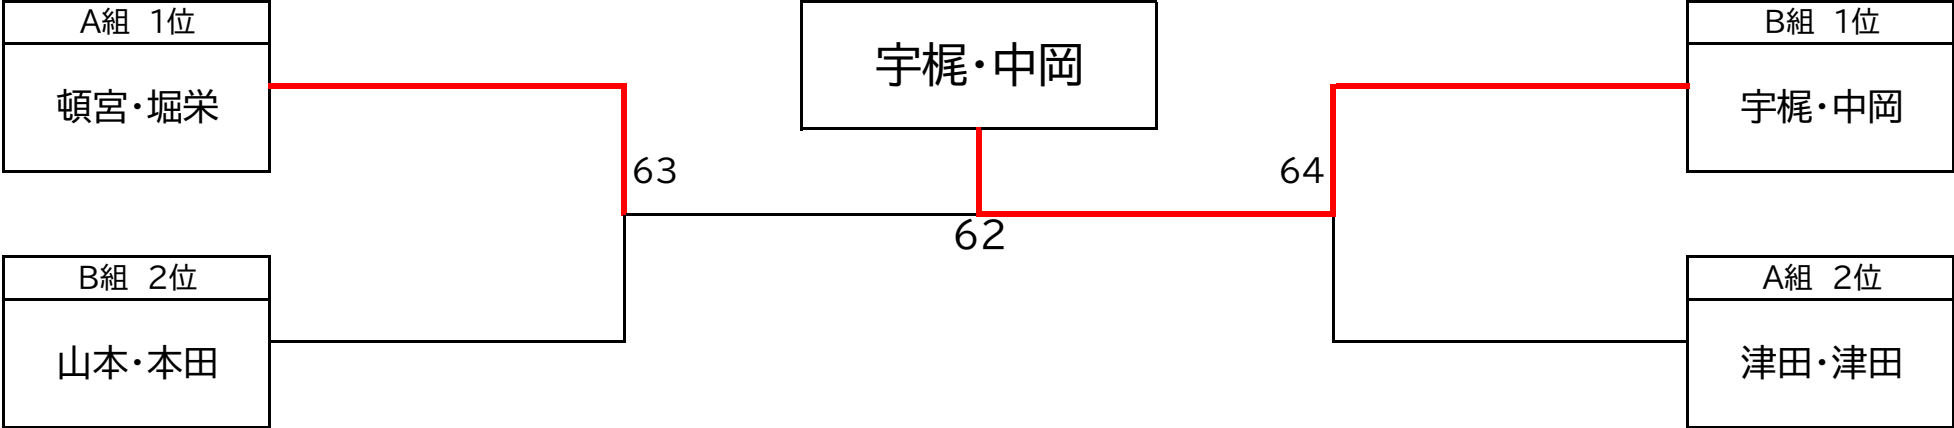 A組 1位
宇梶・中岡
B組 1位
頓宮・堀栄
宇梶・中岡
63
64
62
B組 2位
A組 2位
山本・本田
津田・津田